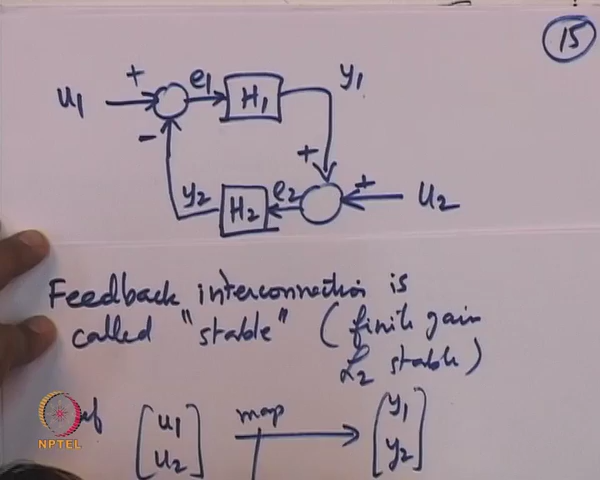 15
+ e1 H1 y1
u1
-
+
y2 H2 e2 + u2
Feedback interconnection is
called "stable" (finite gain
L2 stable)
if [u1 u2] map [y1 y2]
NPTEL